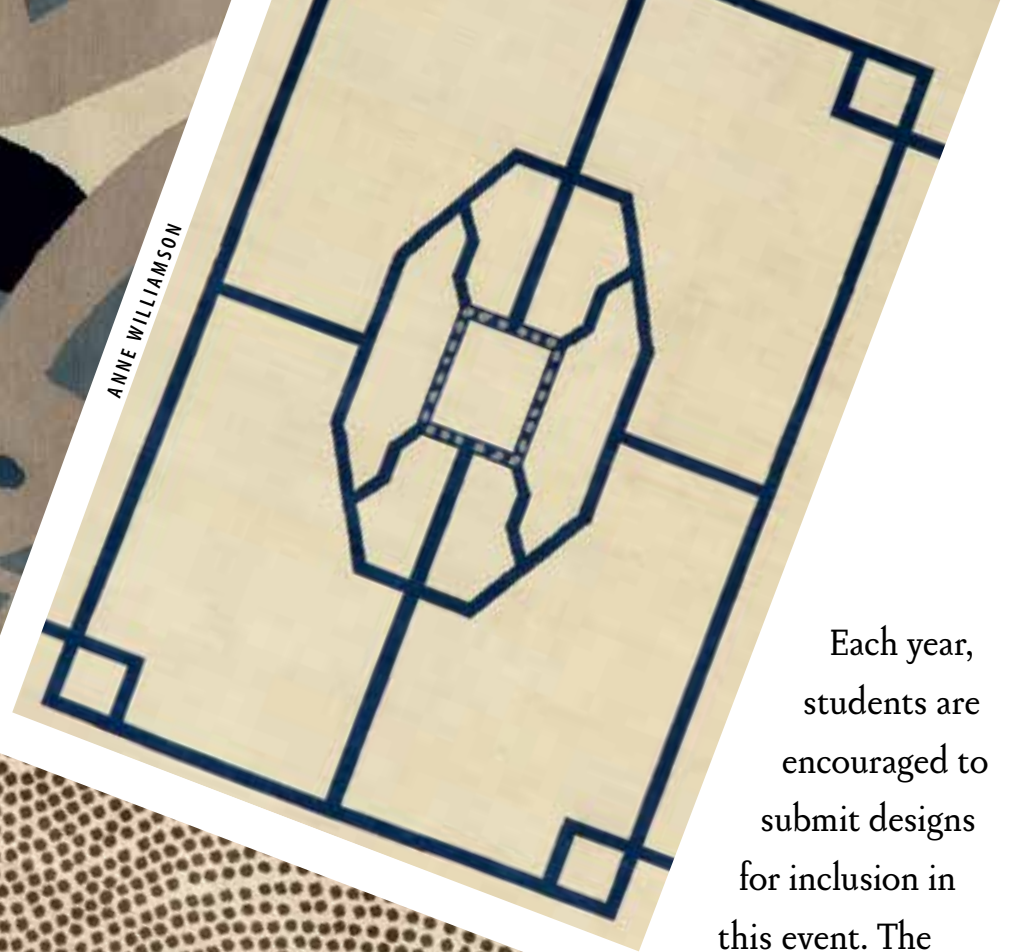 ANNE WILLIAMSON
Each year,
students are
encouraged to
submit designs
for inclusion in
this event. The